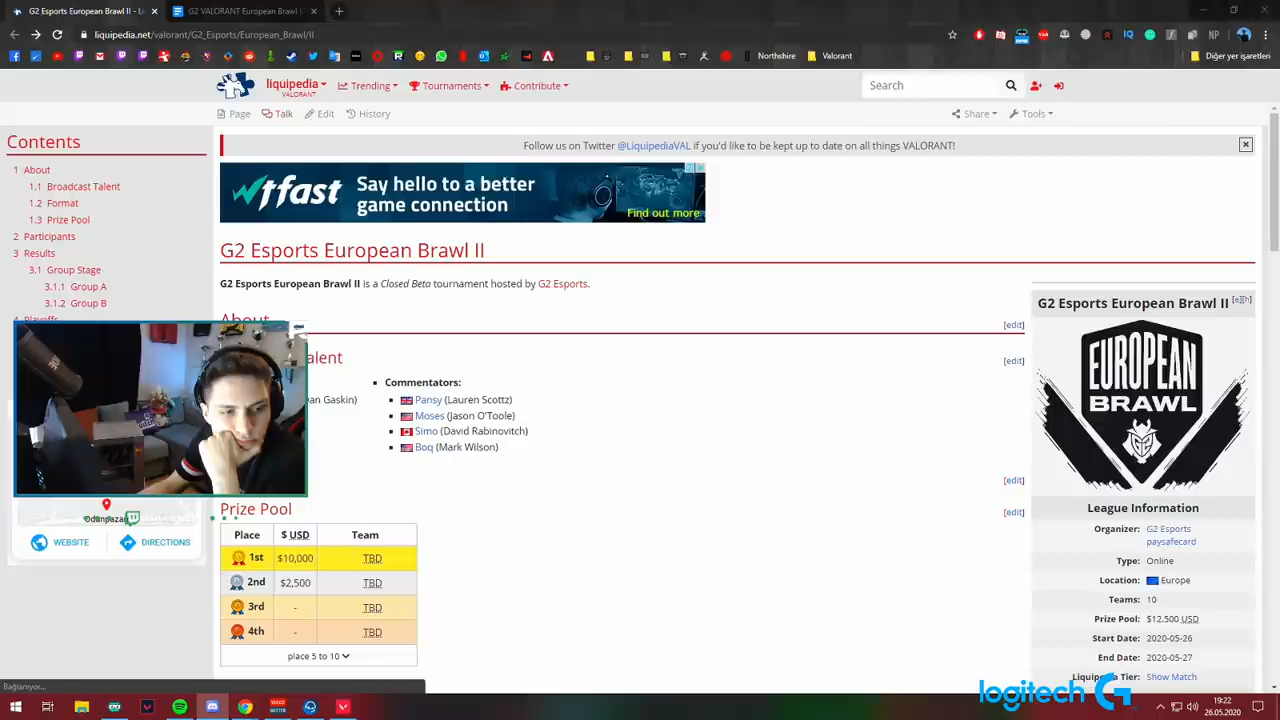 G2 Esports European Brawl II - Li
G2 VALORANT European B
liquipedia.net/valorant/G2_Esports/European_Brawl/II
Northshire
Valorant
Diğer yer işaretleri
liquipedia
VALORANT
Trending
Tournaments
Contribute
Search
Page
Talk
Edit
History
Share
Tools
Contents
1 About
1.1 Broadcast Talent
1.2 Format
1.3 Prize Pool
2 Participants
3 Results
3.1 Group Stage
3.1.1 Group A
3.1.2 Group B
4 Playoffs
Follow us on Twitter @LiquipediaVAL if you'd like to be kept up to date on all things VALORANT!
wtfast
Say hello to a better
game connection
Find out more
G2 Esports European Brawl II
G2 Esports European Brawl II is a Closed Beta tournament hosted by G2 Esports.
About
[edit]
alent
[edit]
an Gaskin)
Commentators:
Pansy (Lauren Scottz)
Moses (Jason O'Toole)
Simo (David Rabinovitch)
Boq (Mark Wilson)
[edit]
Prize Pool
[edit]
Place $ USD Team
1st $10,000 TBD
2nd $2,500 TBD
3rd - TBD
4th - TBD
place 5 to 10
G2 Esports European Brawl II [e][h]
EUROPEAN
BRAWL
League Information
Organizer: G2 Esports
paysafecard
Type: Online
Location: Europe
Teams: 10
Prize Pool: $12,500 USD
Start Date: 2020-05-26
End Date: 2020-05-27
Liquipedia Tier: Show Match
Odunpazarı
WEBSITE
DIRECTIONS
Bağlanıyor...
logitech G
19:22
26.05.2020